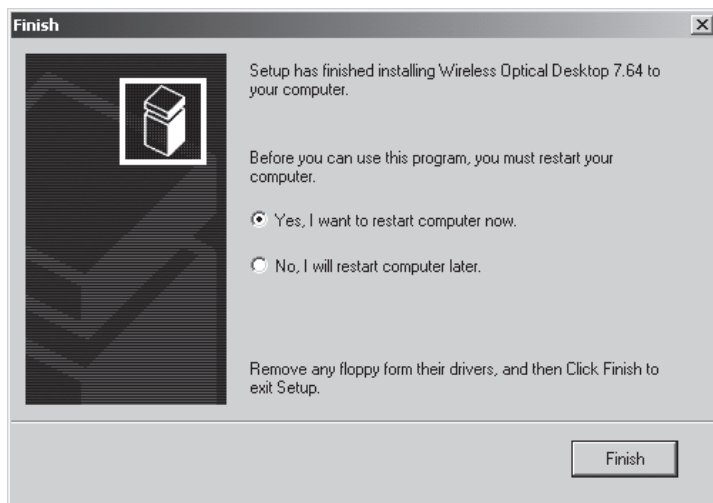 Finish
Setup has finished installing Wireless Optical Desktop 7.64 to
your computer.
Before you can use this program, you must restart your
computer.
Yes, I want to restart computer now.
No, I will restart computer later.
Remove any floppy form their drivers, and then Click Finish to
exit Setup.
Finish